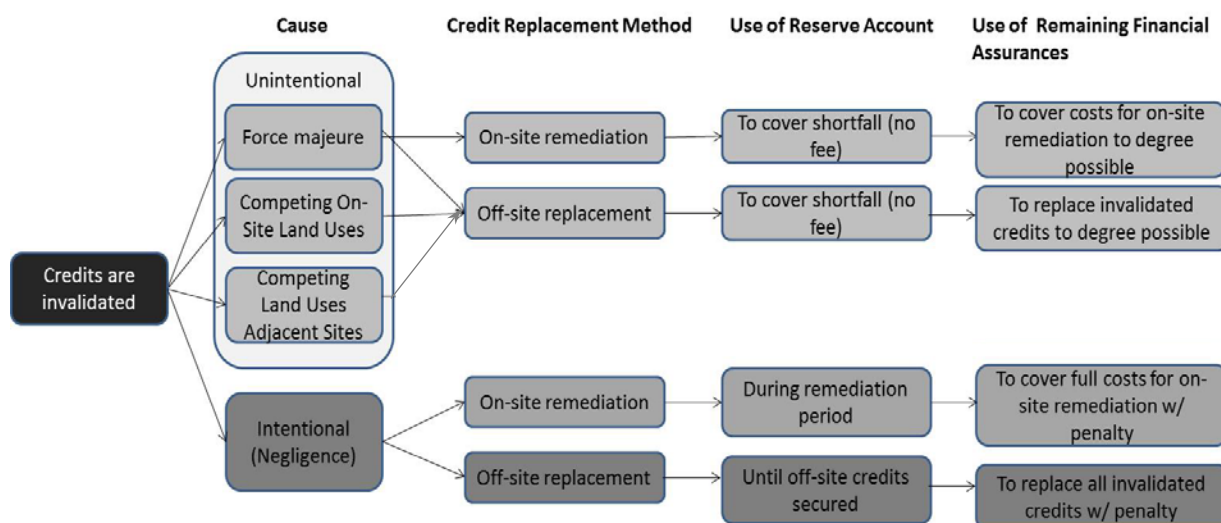 Cause
Credit Replacement Method
Use of Reserve Account
Use of Remaining Financial
Assurances
Unintentional
Force majeure
On-site remediation
To cover shortfall (no
fee)
To cover costs for on-site
remediation to degree
possible
Competing On-
Site Land Uses
Off-site replacement
To cover shortfall (no
fee)
To replace invalidated
credits to degree possible
Credits are
invalidated
Competing
Land Uses
Adjacent Sites
Intentional
(Negligence)
On-site remediation
During remediation
period
To cover full costs for on-
site remediation w/
penalty
Off-site replacement
Until off-site credits
secured
To replace all invalidated
credits w/ penalty